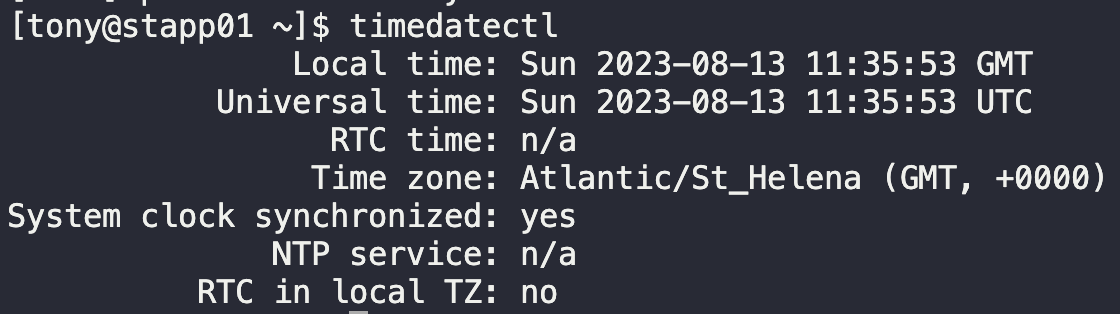 [tony@stapp01 ~]$ timedatectl
Local time: Sun 2023-08-13 11:35:53 GMT
Universal time: Sun 2023-08-13 11:35:53 UTC
RTC time: n/a
Time zone: Atlantic/St_Helena (GMT, +0000)
System clock synchronized: yes
NTP service: n/a
RTC in local TZ: no